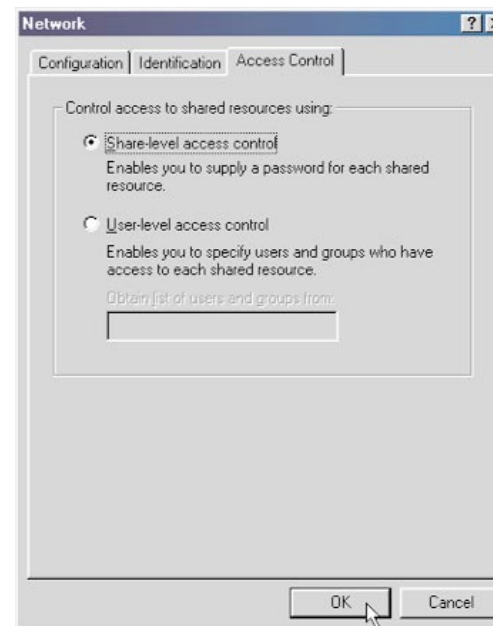 Network
Configuration
Identification
Access Control
Control access to shared resources using:
Share-level access control
Enables you to supply a password for each shared
resource.
User-level access control
Enables you to specify users and groups who have
access to each shared resource.
Obtain list of users and groups from:
OK
Cancel